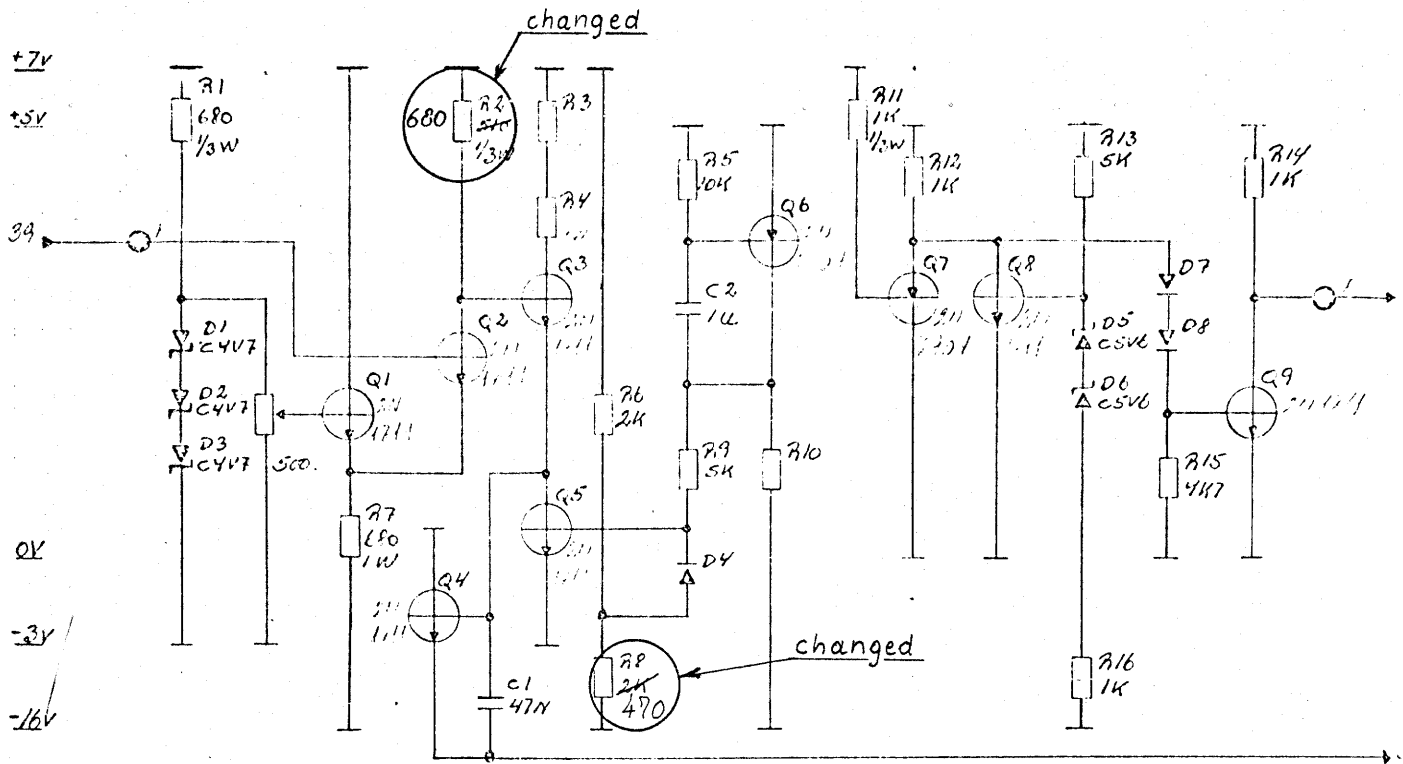 changed
+7V
+5V
39
0V
-3V
-16V
R1
680
1/3W
680
R2
510
1/3W
R3
R4
R5
10K
Q6
R11
1K
1/3W
R12
1K
R13
5K
R14
1K
Q3
Q2
C2
1u
Q7
Q8
D7
D8
D1
C4V7
D2
C4V7
D3
C4V7
500
Q1
R6
2K
D5
C5V6
D6
C5V6
Q9
R7
680
1W
Q4
Q5
R9
5K
R10
R15
4K7
D4
C1
47N
R8
2K
470
changed
R16
1K